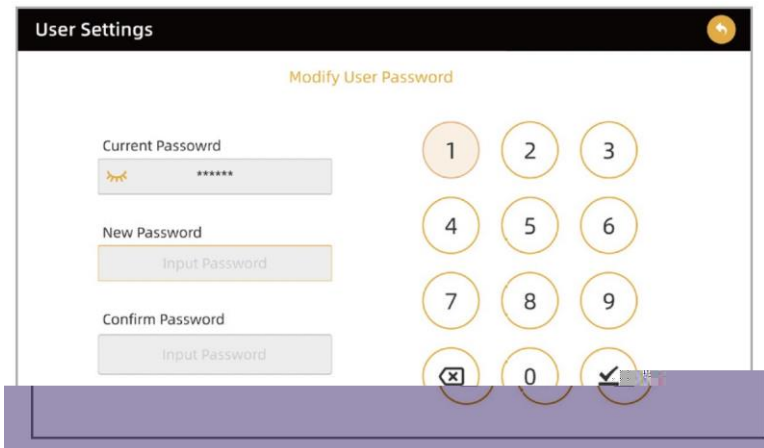 User Settings
Modify User Password
Current Passowrd
******
New Password
Input Password
Confirm Password
Input Password
1 2 3
4 5 6
7 8 9
0